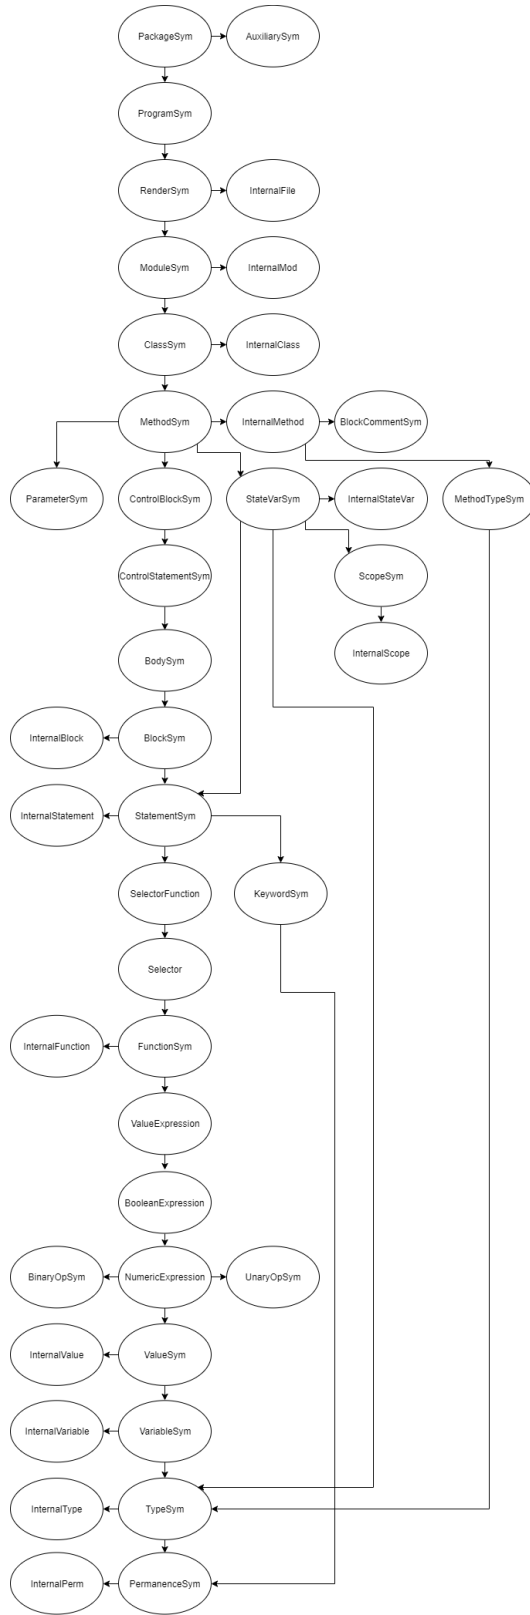 PackageSym
AuxiliarySym
ProgramSym
RenderSym
InternalFile
ModuleSym
InternalMod
ClassSym
InternalClass
MethodSym
InternalMethod
BlockCommentSym
ParameterSym
ControlBlockSym
StateVarSym
InternalStateVar
MethodTypeSym
ControlStatementSym
ScopeSym
BodySym
InternalScope
InternalBlock
BlockSym
InternalStatement
StatementSym
SelectorFunction
KeywordSym
Selector
InternalFunction
FunctionSym
ValueExpression
BooleanExpression
BinaryOpSym
NumericExpression
UnaryOpSym
InternalValue
ValueSym
InternalVariable
VariableSym
InternalType
TypeSym
InternalPerm
PermanenceSym